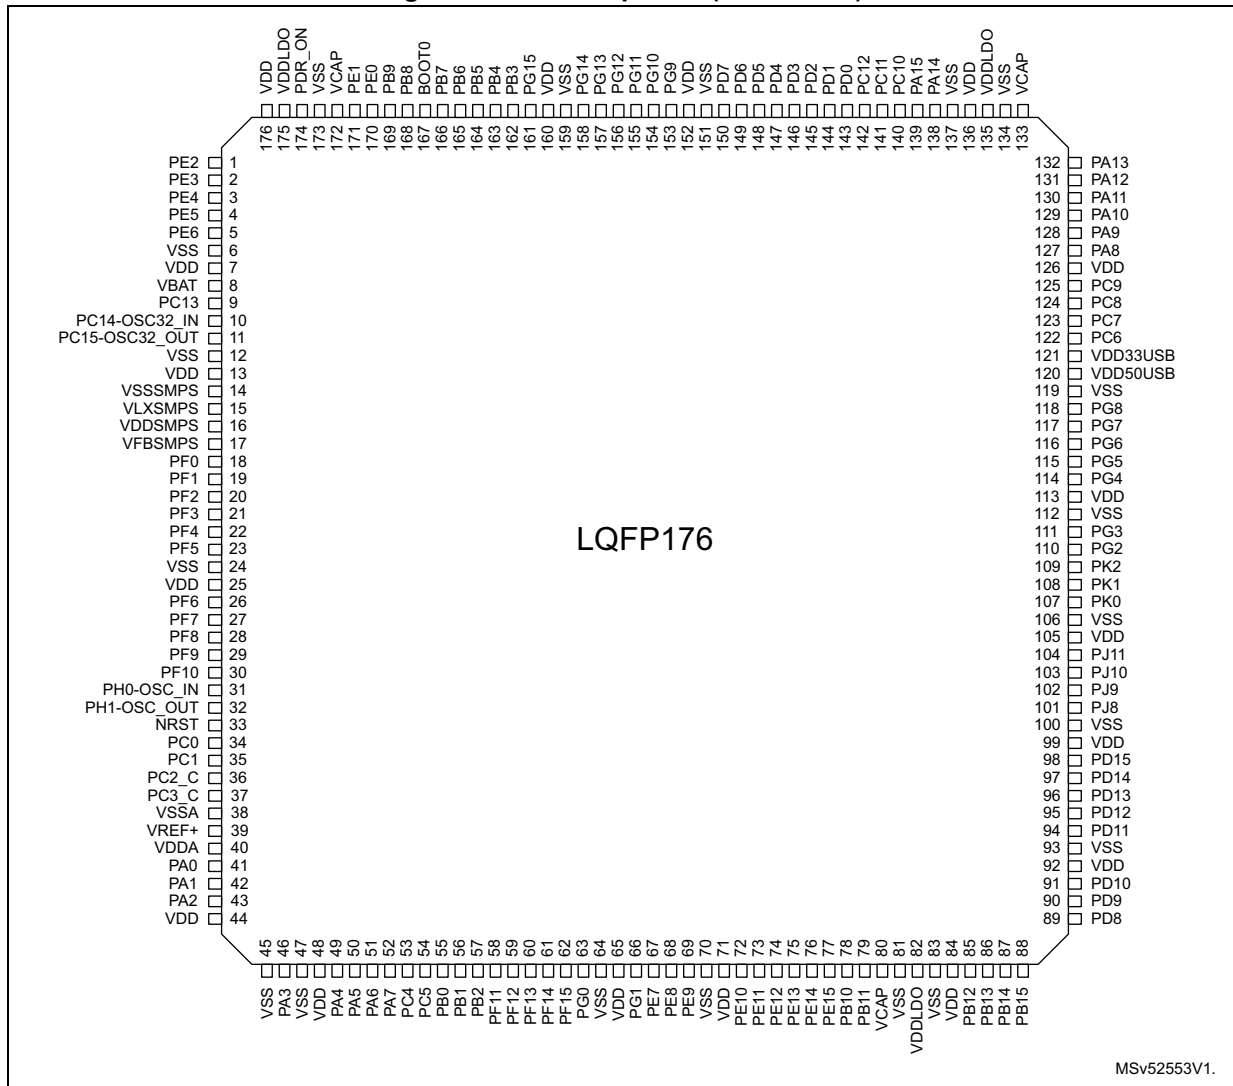 VDD VDDLDO PDR_ON VSS VCAP PE1 PE0 PB9 PB8 BOOT0 PB7 PB6 PB5 PB4 PB3 PG15 VDD VSS PG14 PG13 PG12 PG11 PG10 PG9 VDD VSS PD7 PD6 PD5 PD4 PD3 PD2 PD1 PD0 PC12 PC11 PC10 PA15 PA14 VSS VDD VDDLDO VSS VCAP
176 175 174 173 172 171 170 169 168 167 166 165 164 163 162 161 160 159 158 157 156 155 154 153 152 151 150 149 148 147 146 145 144 143 142 141 140 139 138 137 136 135 134 133
PE2 1 132 PA13
PE3 2 131 PA12
PE4 3 130 PA11
PE5 4 129 PA10
PE6 5 128 PA9
VSS 6 127 PA8
VDD 7 126 VDD
VBAT 8 125 PC9
PC13 9 124 PC8
PC14-OSC32_IN 10 123 PC7
PC15-OSC32_OUT 11 122 PC6
VSS 12 121 VDD33USB
VDD 13 120 VDD50USB
VSSSMPS 14 119 VSS
VLXSMPS 15 118 PG8
VDDSMPS 16 117 PG7
VFBSMPS 17 116 PG6
PF0 18 115 PG5
PF1 19 114 PG4
PF2 20 113 VDD
PF3 21 112 VSS
PF4 22 111 PG3
PF5 23 110 PG2
LQFP176
VSS 24 109 PK2
VDD 25 108 PK1
PF6 26 107 PK0
PF7 27 106 VSS
PF8 28 105 VDD
PF9 29 104 PJ11
PF10 30 103 PJ10
PH0-OSC_IN 31 102 PJ9
PH1-OSC_OUT 32 101 PJ8
NRST 33 100 VSS
PC0 34 99 VDD
PC1 35 98 PD15
PC2_C 36 97 PD14
PC3_C 37 96 PD13
VSSA 38 95 PD12
VREF+ 39 94 PD11
VDDA 40 93 VSS
PA0 41 92 VDD
PA1 42 91 PD10
PA2 43 90 PD9
VDD 44 89 PD8
45 46 47 48 49 50 51 52 53 54 55 56 57 58 59 60 61 62 63 64 65 66 67 68 69 70 71 72 73 74 75 76 77 78 79 80 81 82 83 84 85 86 87 88
VSS PA3 VSS VDD PA4 PA5 PA6 PA7 PC4 PC5 PB0 PB1 PB2 PF11 PF12 PF13 PF14 PF15 PG0 VSS VDD PG1 PE7 PE8 PE9 VSS VDD PE10 PE11 PE12 PE13 PE14 PE15 PB10 PB11 VCAP VSS VDDLDO VSS VDD PB12 PB13 PB14 PB15
MSv52553V1.